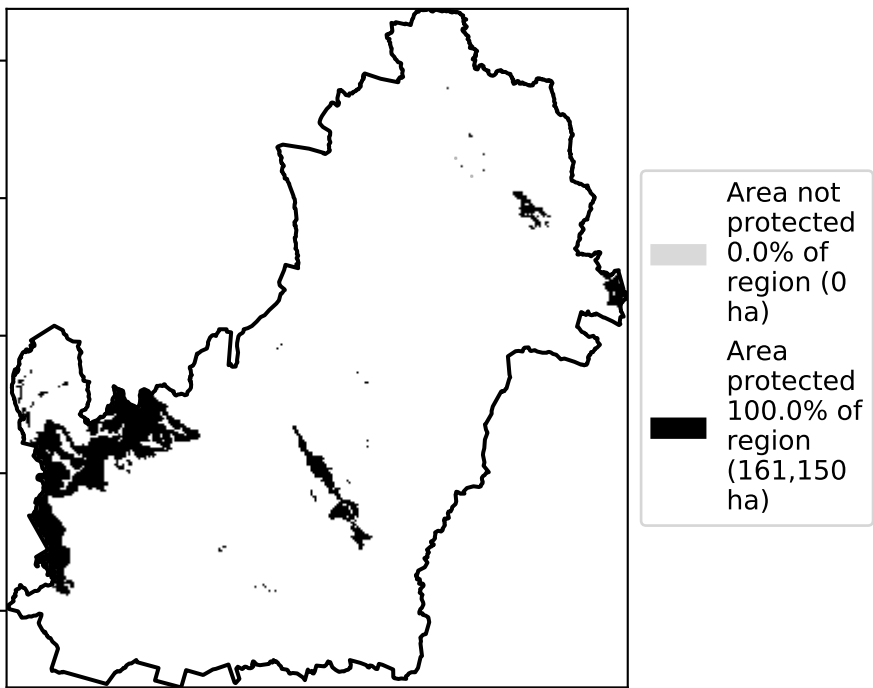 Area not
protected
0.0% of
region (0
ha)
Area
protected
100.0% of
region
(161,150
ha)